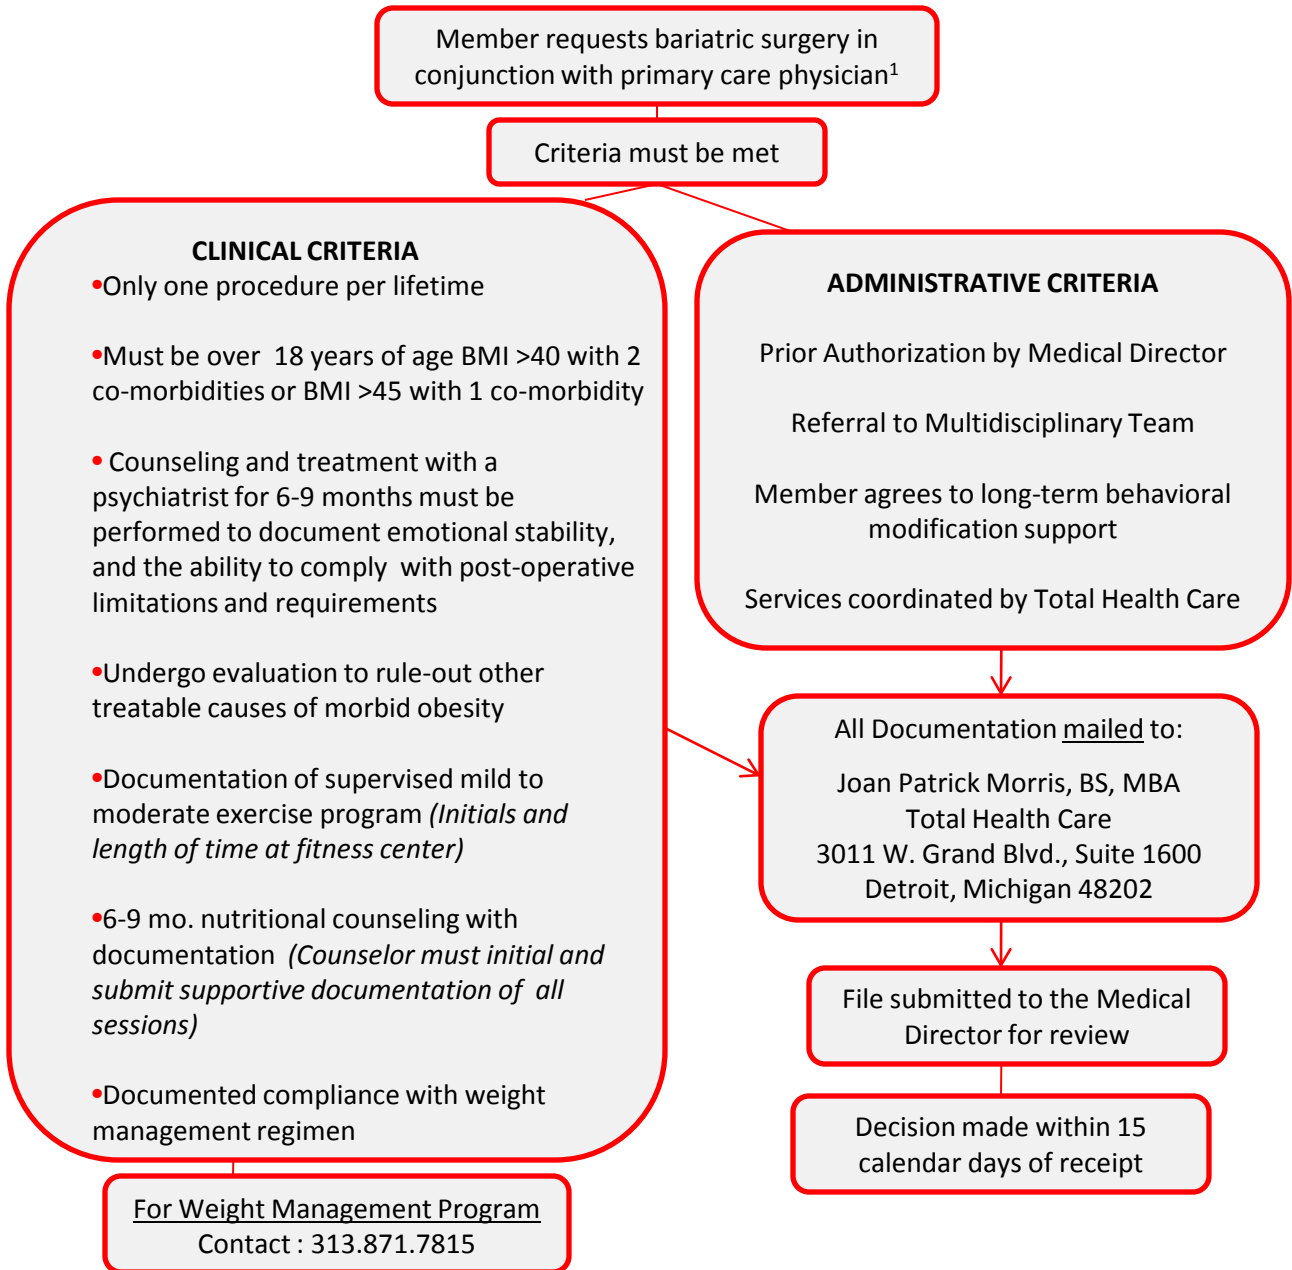 Member requests bariatric surgery in
conjunction with primary care physician¹
Criteria must be met
CLINICAL CRITERIA
•Only one procedure per lifetime
•Must be over  18 years of age BMI >40 with 2
co-morbidities or BMI >45 with 1 co-morbidity
• Counseling and treatment with a
psychiatrist for 6-9 months must be
performed to document emotional stability,
and the ability to comply  with post-operative
limitations and requirements
•Undergo evaluation to rule-out other
treatable causes of morbid obesity
•Documentation of supervised mild to
moderate exercise program (Initials and
length of time at fitness center)
•6-9 mo. nutritional counseling with
documentation  (Counselor must initial and
submit supportive documentation of  all
sessions)
•Documented compliance with weight
management regimen
For Weight Management Program
Contact : 313.871.7815
ADMINISTRATIVE CRITERIA
Prior Authorization by Medical Director
Referral to Multidisciplinary Team
Member agrees to long-term behavioral
modification support
Services coordinated by Total Health Care
All Documentation mailed to:
Joan Patrick Morris, BS, MBA
Total Health Care
3011 W. Grand Blvd., Suite 1600
Detroit, Michigan 48202
File submitted to the Medical
Director for review
Decision made within 15
calendar days of receipt